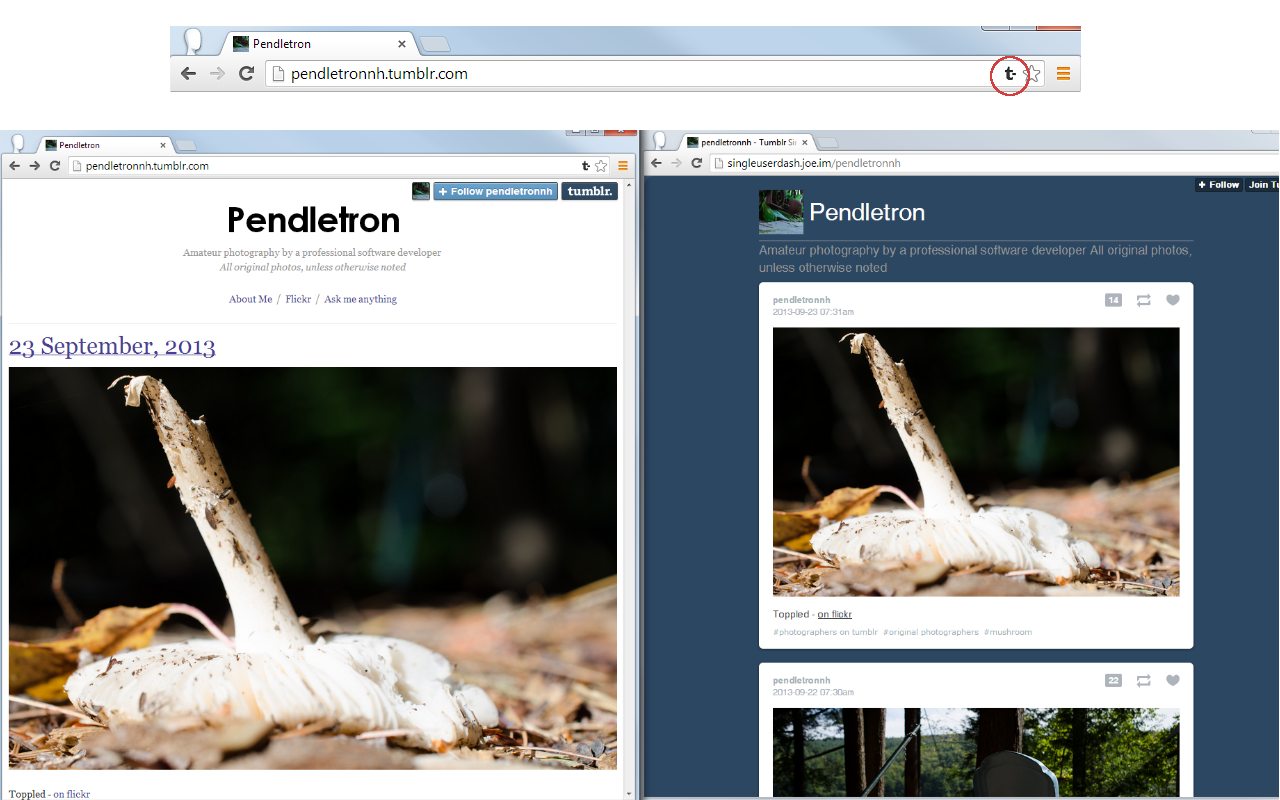 Pendletron
pendletronnh.tumblr.com
t-
Pendletron
pendletronnh.tumblr.com
t-
+ Follow pendletronnh
tumblr.
Pendletron
Amateur photography by a professional software developer
All original photos, unless otherwise noted
About Me / Flickr / Ask me anything
23 September, 2013
Toppled - on flickr
pendletronnh - Tumblr Si
singleuserdash.joe.im/pendletronnh
+ Follow
Join Tu
Pendletron
Amateur photography by a professional software developer All original photos,
unless otherwise noted
pendletronnh
2013-09-23 07:31am
14
Toppled - on flickr
#photographers on tumblr #original photographers #mushroom
pendletronnh
2013-09-22 07:30am
22